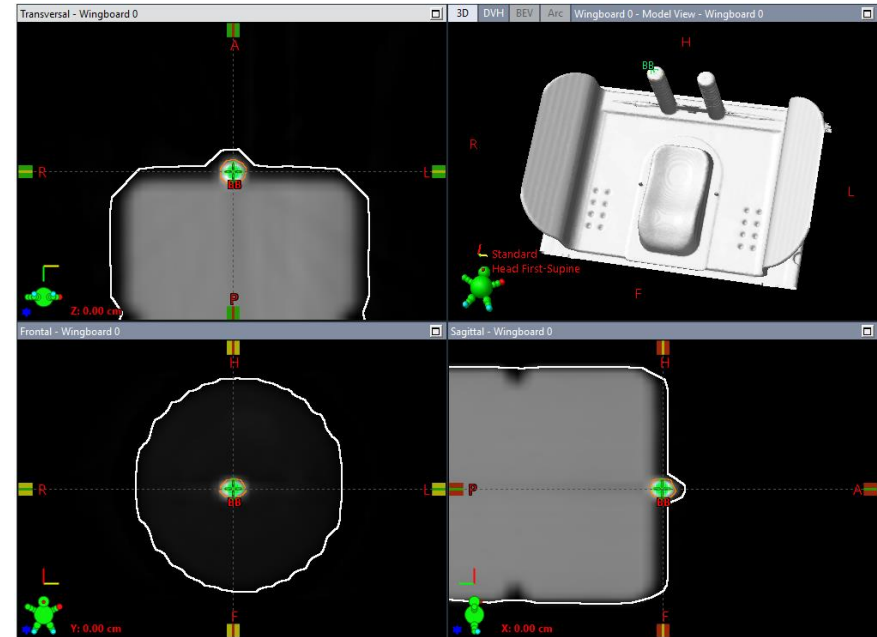 Transversal - Wingboard 0
A
R
L
BB
P
Z: 0.00 cm
3D DVH BEV Arc Wingboard 0 - Model View - Wingboard 0
H
BB
R
L
Standard
Head First-Supine
F
Frontal - Wingboard 0
H
R
L
BB
F
Y: 0.00 cm
Sagittal - Wingboard 0
H
P
A
BB
F
X: 0.00 cm